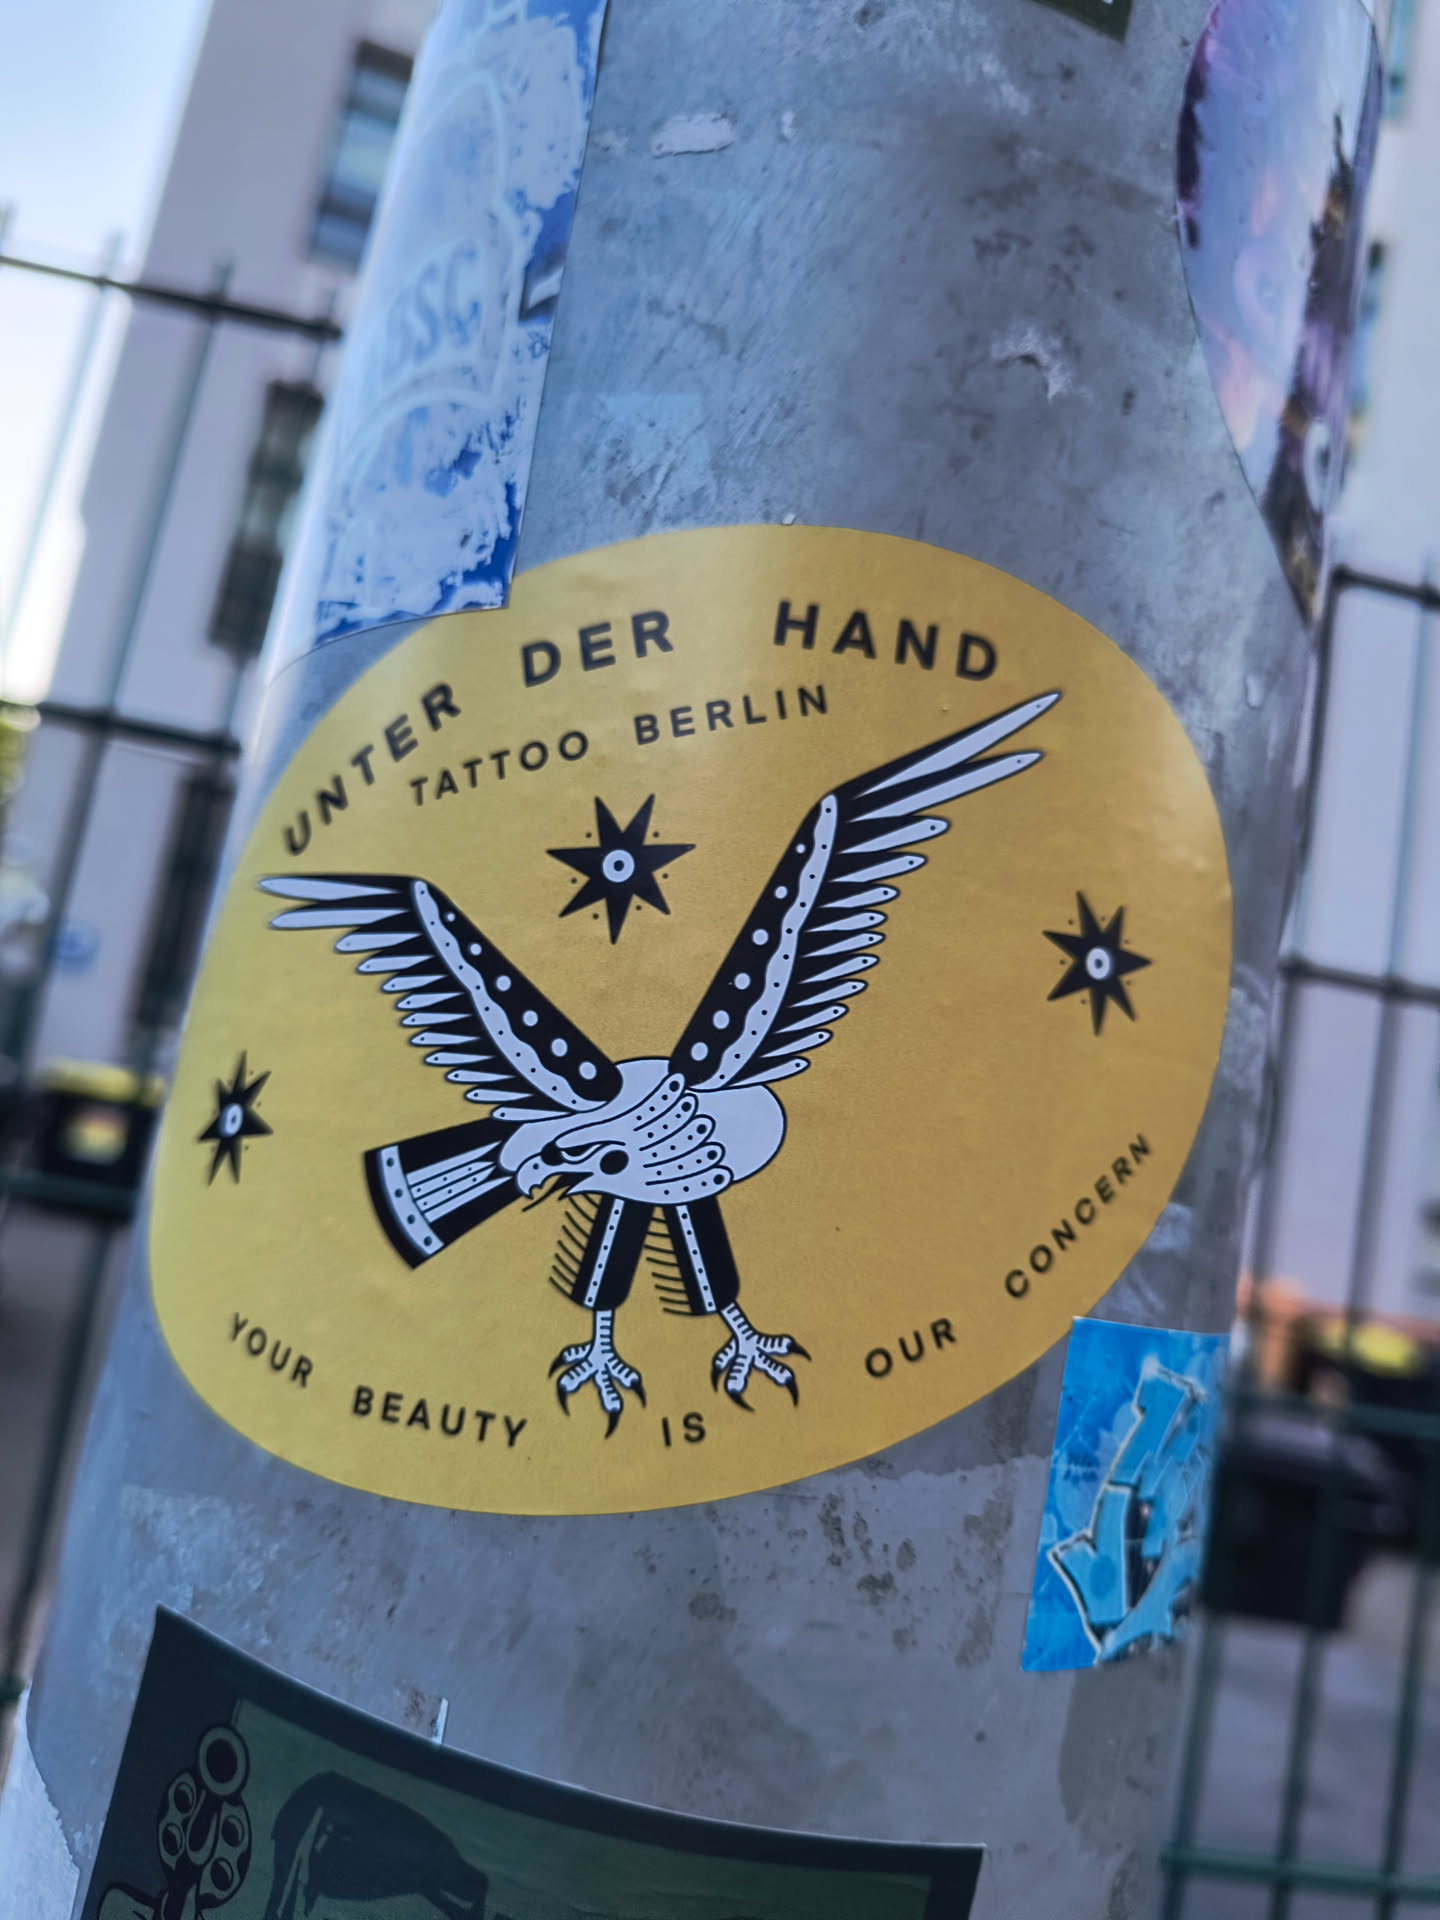 UNTER DER HAND
TATTOO BERLIN
YOUR BEAUTY IS OUR CONCERN